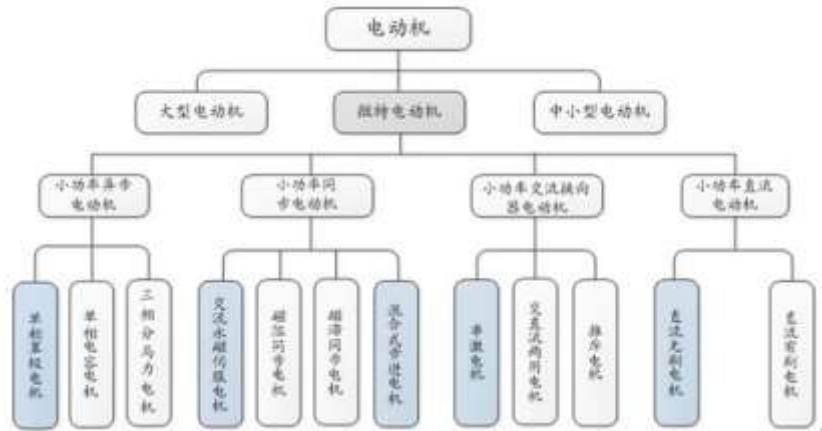 电动机
大型电动机
微特电动机
中小型电动机
小功率异步
电动机
小功率同
步电动机
小功率交流换向
器电动机
小功率直流
电动机
单相罩极电机
单相电容电机
三相分马力电机
交流永磁伺服电机
磁阻同步电机
磁滞同步电机
混合式步进电机
串激电机
交直流两用电机
推斥电机
直流无刷电机
直流有刷电机